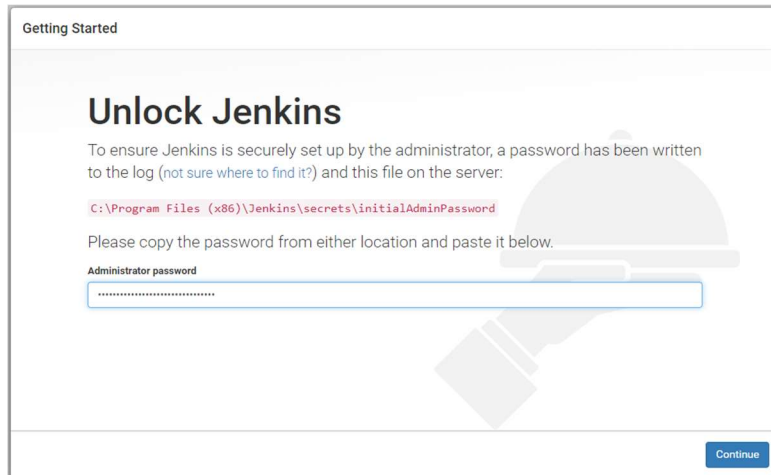 Getting Started
Unlock Jenkins
To ensure Jenkins is securely set up by the administrator, a password has been written
to the log (not sure where to find it?) and this file on the server:
C:\Program Files (x86)\Jenkins\secrets\initialAdminPassword
Please copy the password from either location and paste it below.
Administrator password
••••••••••••••••••••••••••••••••
Continue